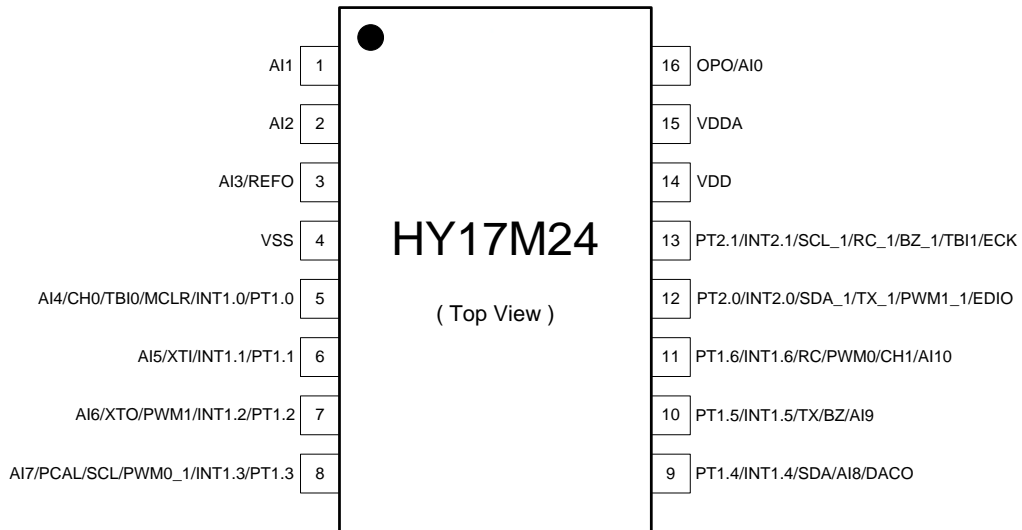 AI1 1
AI2 2
AI3/REFO 3
VSS 4
AI4/CH0/TBI0/MCLR/INT1.0/PT1.0 5
AI5/XTI/INT1.1/PT1.1 6
AI6/XTO/PWM1/INT1.2/PT1.2 7
AI7/PCAL/SCL/PWM0_1/INT1.3/PT1.3 8
HY17M24
( Top View )
16 OPO/AI0
15 VDDA
14 VDD
13 PT2.1/INT2.1/SCL_1/RC_1/BZ_1/TBI1/ECK
12 PT2.0/INT2.0/SDA_1/TX_1/PWM1_1/EDIO
11 PT1.6/INT1.6/RC/PWM0/CH1/AI10
10 PT1.5/INT1.5/TX/BZ/AI9
9 PT1.4/INT1.4/SDA/AI8/DACO